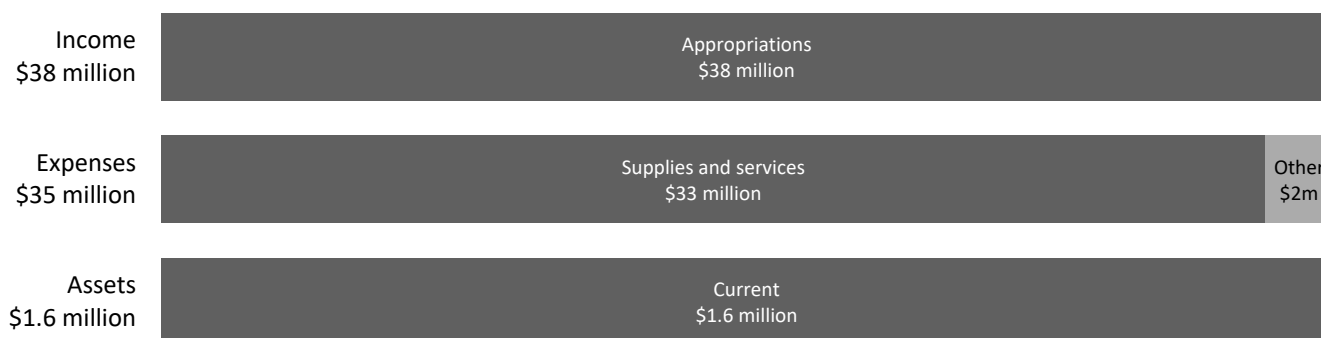 Income
$38 million
Appropriations
$38 million
Expenses
$35 million
Supplies and services
$33 million
Other
$2m
Assets
$1.6 million
Current
$1.6 million